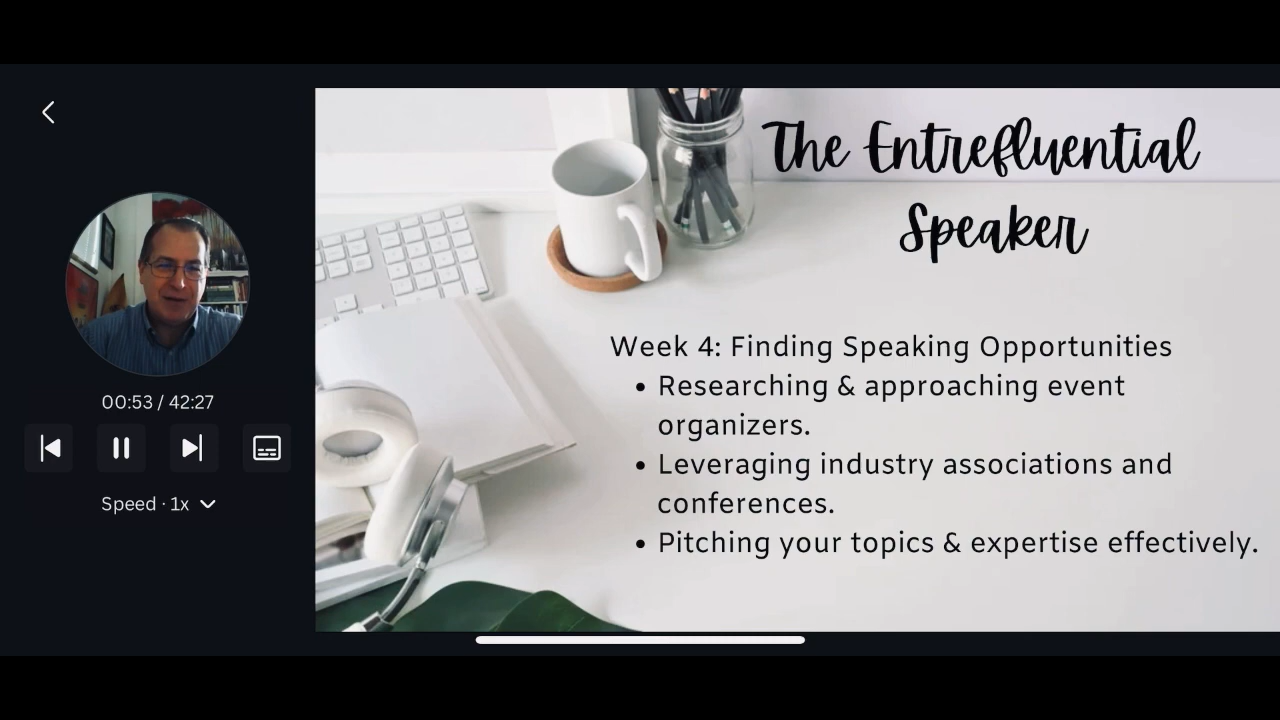 The Entrefluential
Speaker
00:53 / 42:27
Speed · 1x
Week 4: Finding Speaking Opportunities
• Researching & approaching event
organizers.
• Leveraging industry associations and
conferences.
• Pitching your topics & expertise effectively.